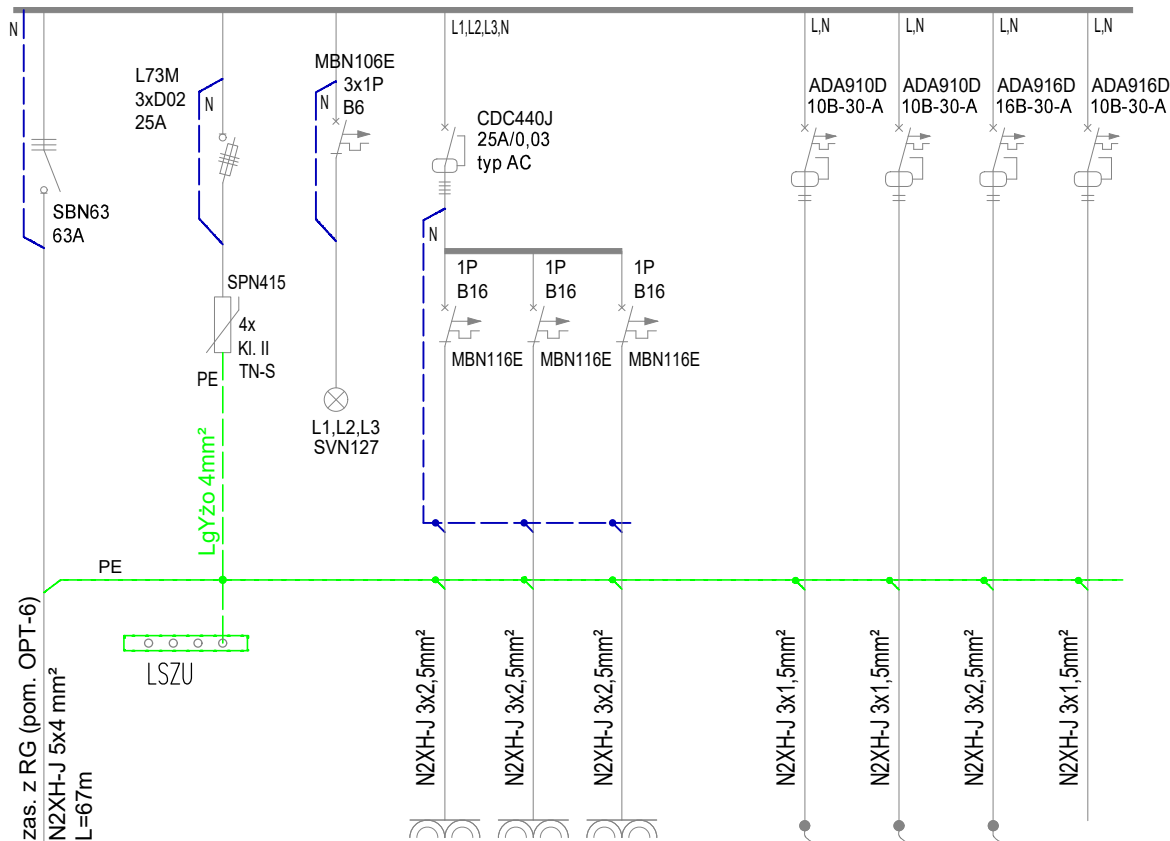 N
SBN63
63A
L73M
3xD02
25A
N
SPN415
4x
Kl. II
TN-S
PE
LgYżo 4mm²
MBN106E
3x1P
B6
N
L1,L2,L3
SVN127
L1,L2,L3,N
CDC440J
25A/0,03
typ AC
N
1P
B16
MBN116E
1P
B16
MBN116E
1P
B16
MBN116E
L,N
ADA910D
10B-30-A
L,N
ADA910D
10B-30-A
L,N
ADA916D
16B-30-A
L,N
ADA916D
10B-30-A
PE
LSZU
zas. z RG (pom. OPT-6)
N2XH-J 5x4 mm²
L=67m
N2XH-J 3x2,5mm²
N2XH-J 3x2,5mm²
N2XH-J 3x2,5mm²
N2XH-J 3x1,5mm²
N2XH-J 3x1,5mm²
N2XH-J 3x2,5mm²
N2XH-J 3x1,5mm²